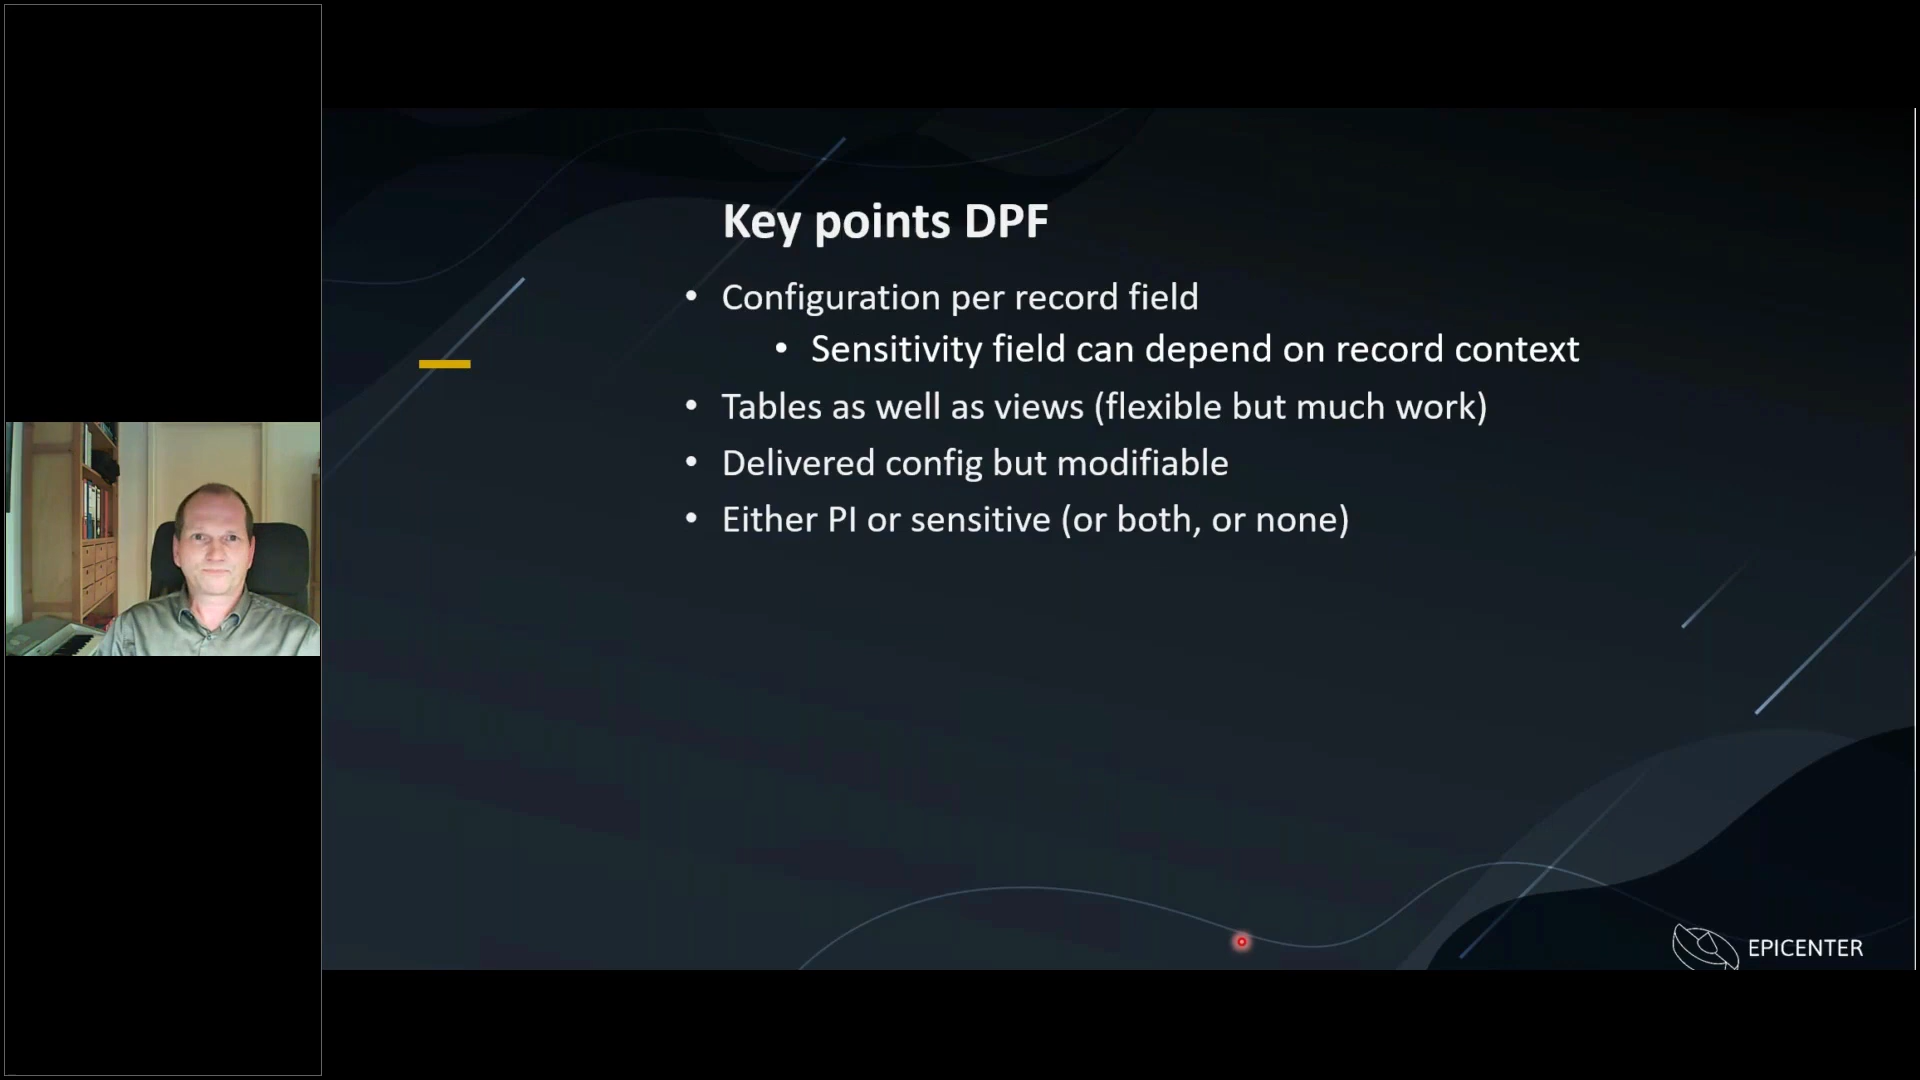 Key points DPF
• Configuration per record field
• Sensitivity field can depend on record context
• Tables as well as views (flexible but much work)
• Delivered config but modifiable
• Either PI or sensitive (or both, or none)
EPICENTER